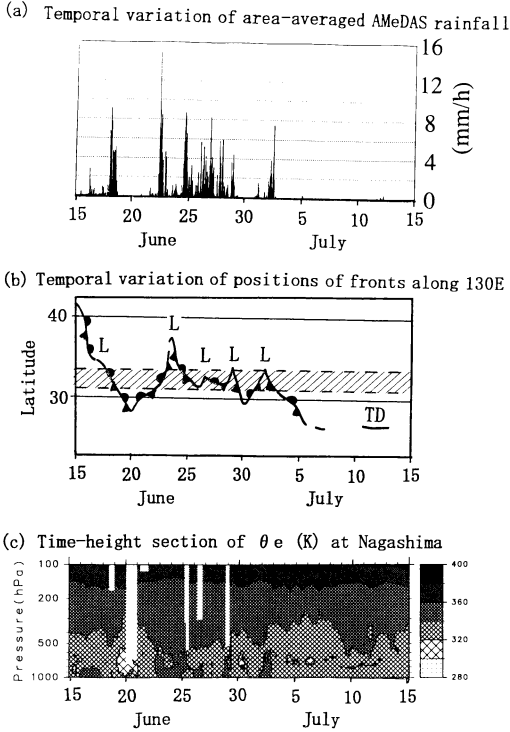 (a) Temporal variation of area-averaged AMeDAS rainfall
16
12
8
4
0
(mm/h)
15 20 25 30 5 10 15
June July
(b) Temporal variation of positions of fronts along 130E
40
30
Latitude
L L L L L
TD
15 20 25 30 5 10 15
June July
(c) Time-height section of θe (K) at Nagashima
100
200
500
1000
Pressure(hPa)
400
360
340
320
280
15 20 25 30 5 10 15
June July